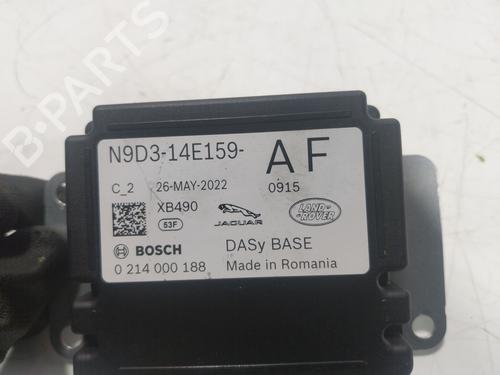 N9D3-14E159- AF
C_2 26-MAY-2022 0915
XB490
53F
JAGUAR
LAND ROVER
BOSCH DASy BASE
0 214 000 188 Made in Romania
B-PARTS